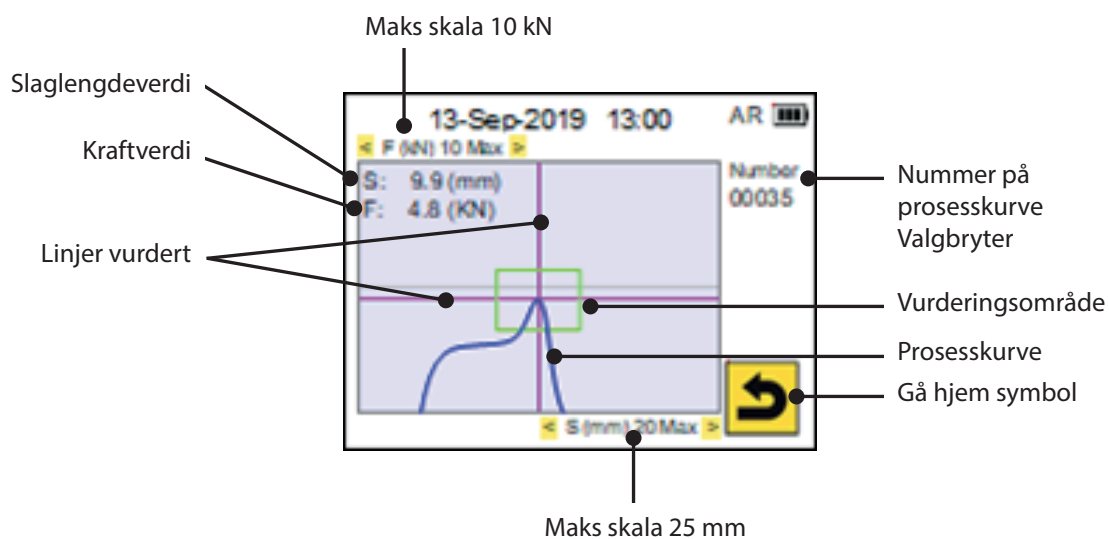 Maks skala 10 kN
Slaglengdeverdi
Kraftverdi
Linjer vurdert
13-Sep-2019 13:00 AR
< F (kN) 10 Max >
S: 9.9 (mm)
F: 4.8 (KN)
Number
00035
< S (mm) 20 Max >
Nummer på
prosesskurve
Valgbryter
Vurderingsområde
Prosesskurve
Gå hjem symbol
Maks skala 25 mm